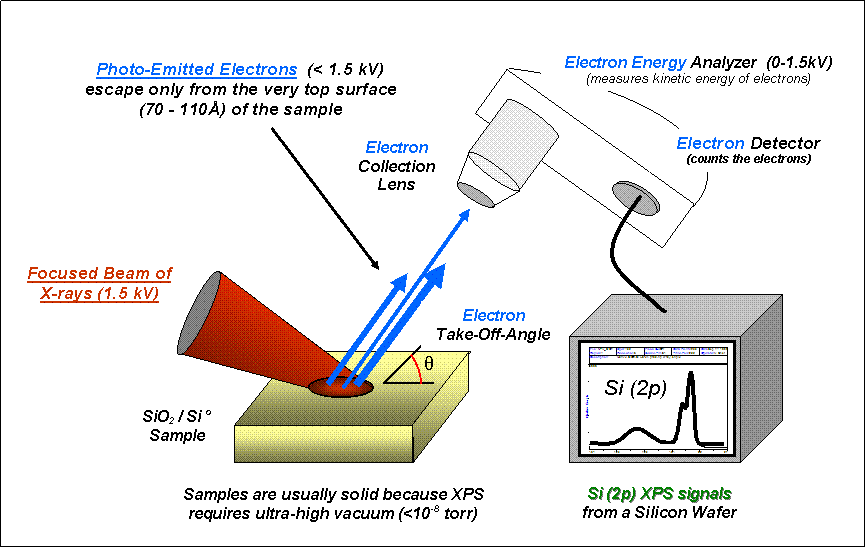 Photo-Emitted Electrons (< 1.5 kV)
escape only from the very top surface
(70 - 110Å) of the sample
Electron Energy Analyzer (0-1.5kV)
(measures kinetic energy of electrons)
Electron
Collection
Lens
Electron Detector
(counts the electrons)
Focused Beam of
X-rays (1.5 kV)
Electron
Take-Off-Angle
θ
Si (2p)
SiO₂ / Si°
Sample
Samples are usually solid because XPS
requires ultra-high vacuum (<10⁻⁸ torr)
Si (2p) XPS signals
from a Silicon Wafer